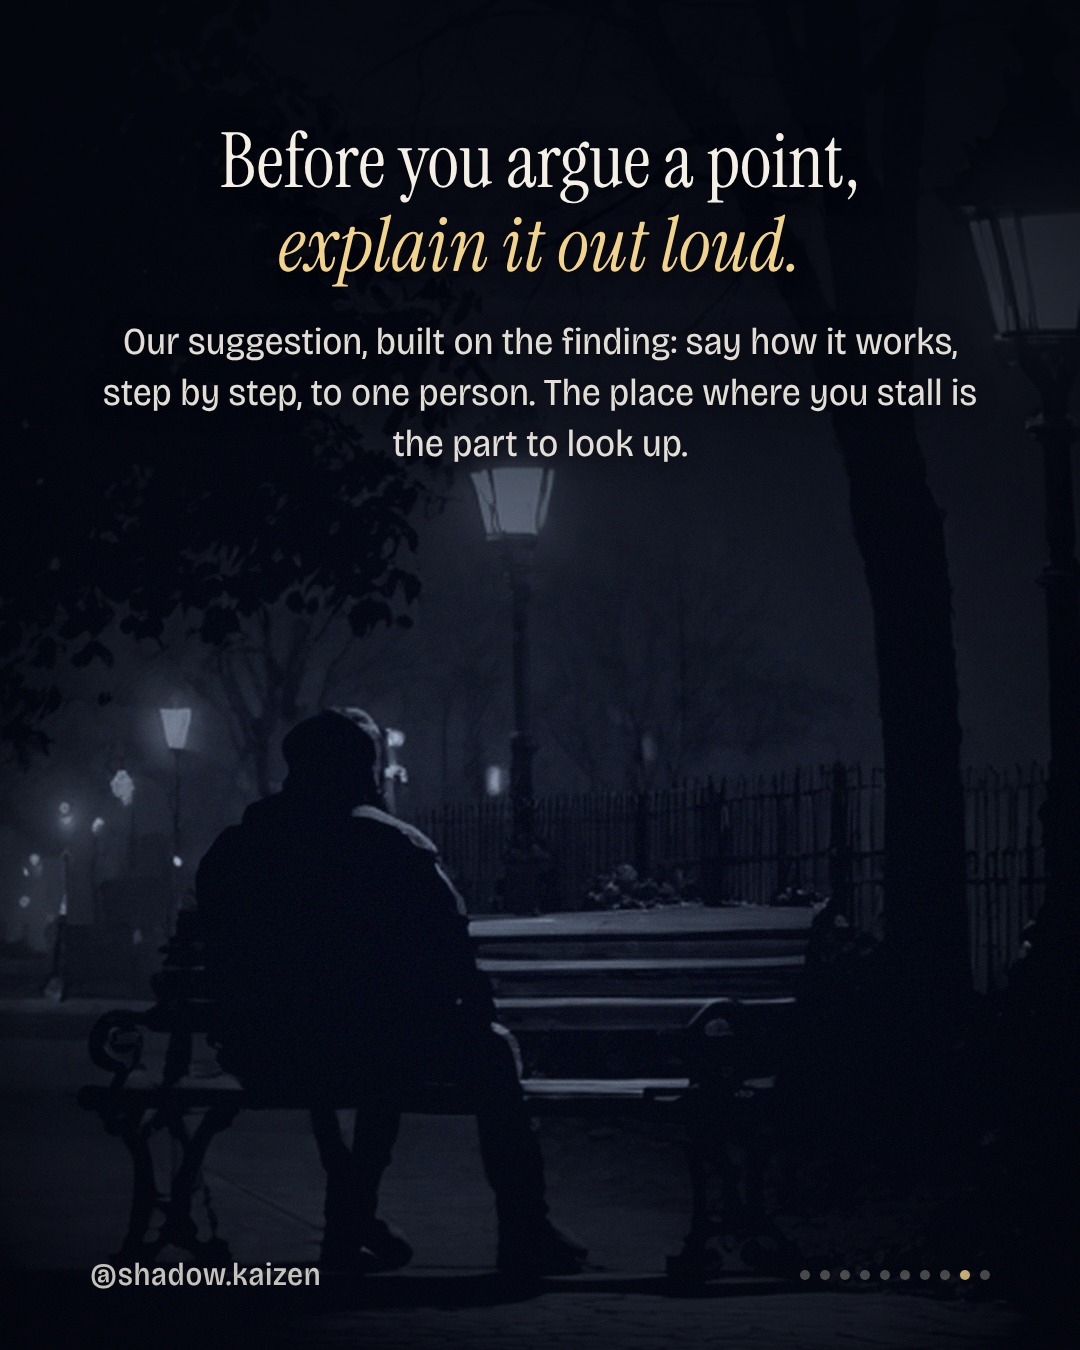 Before you argue a point,
explain it out loud.
Our suggestion, built on the finding: say how it works,
step by step, to one person. The place where you stall is
the part to look up.
@shadow.kaizen